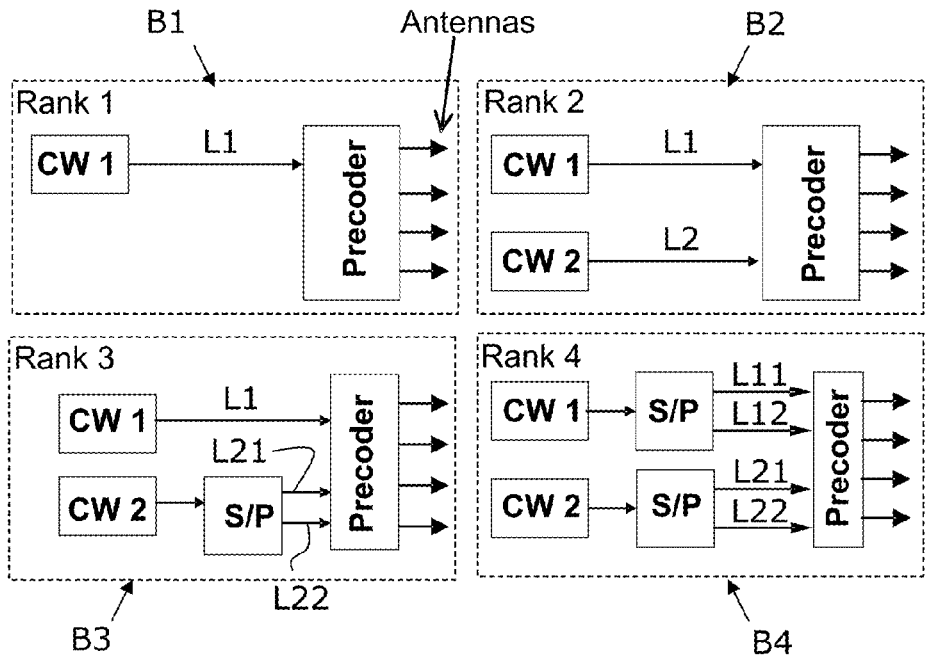 B1
Antennas
B2
Rank 1
CW 1
L1
Precoder
Rank 2
CW 1
L1
CW 2
L2
Precoder
Rank 3
CW 1
L1
L21
CW 2
S/P
L22
Precoder
Rank 4
CW 1
S/P
L11
L12
CW 2
S/P
L21
L22
Precoder
B3
B4